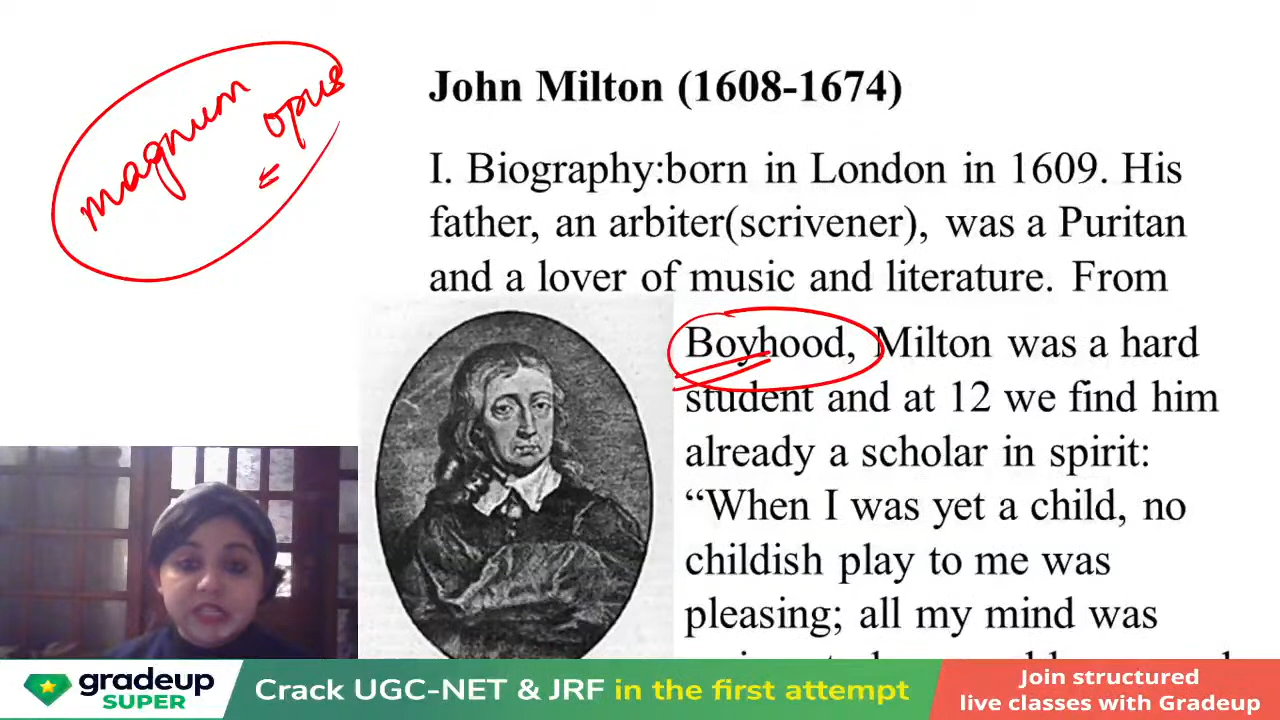 magnum
opus
John Milton (1608-1674)
I. Biography:born in London in 1609. His
father, an arbiter(scrivener), was a Puritan
and a lover of music and literature. From
Boyhood, Milton was a hard
student and at 12 we find him
already a scholar in spirit:
“When I was yet a child, no
childish play to me was
pleasing; all my mind was
gradeup
SUPER
Crack UGC-NET & JRF in the first attempt
Join structured
live classes with Gradeup